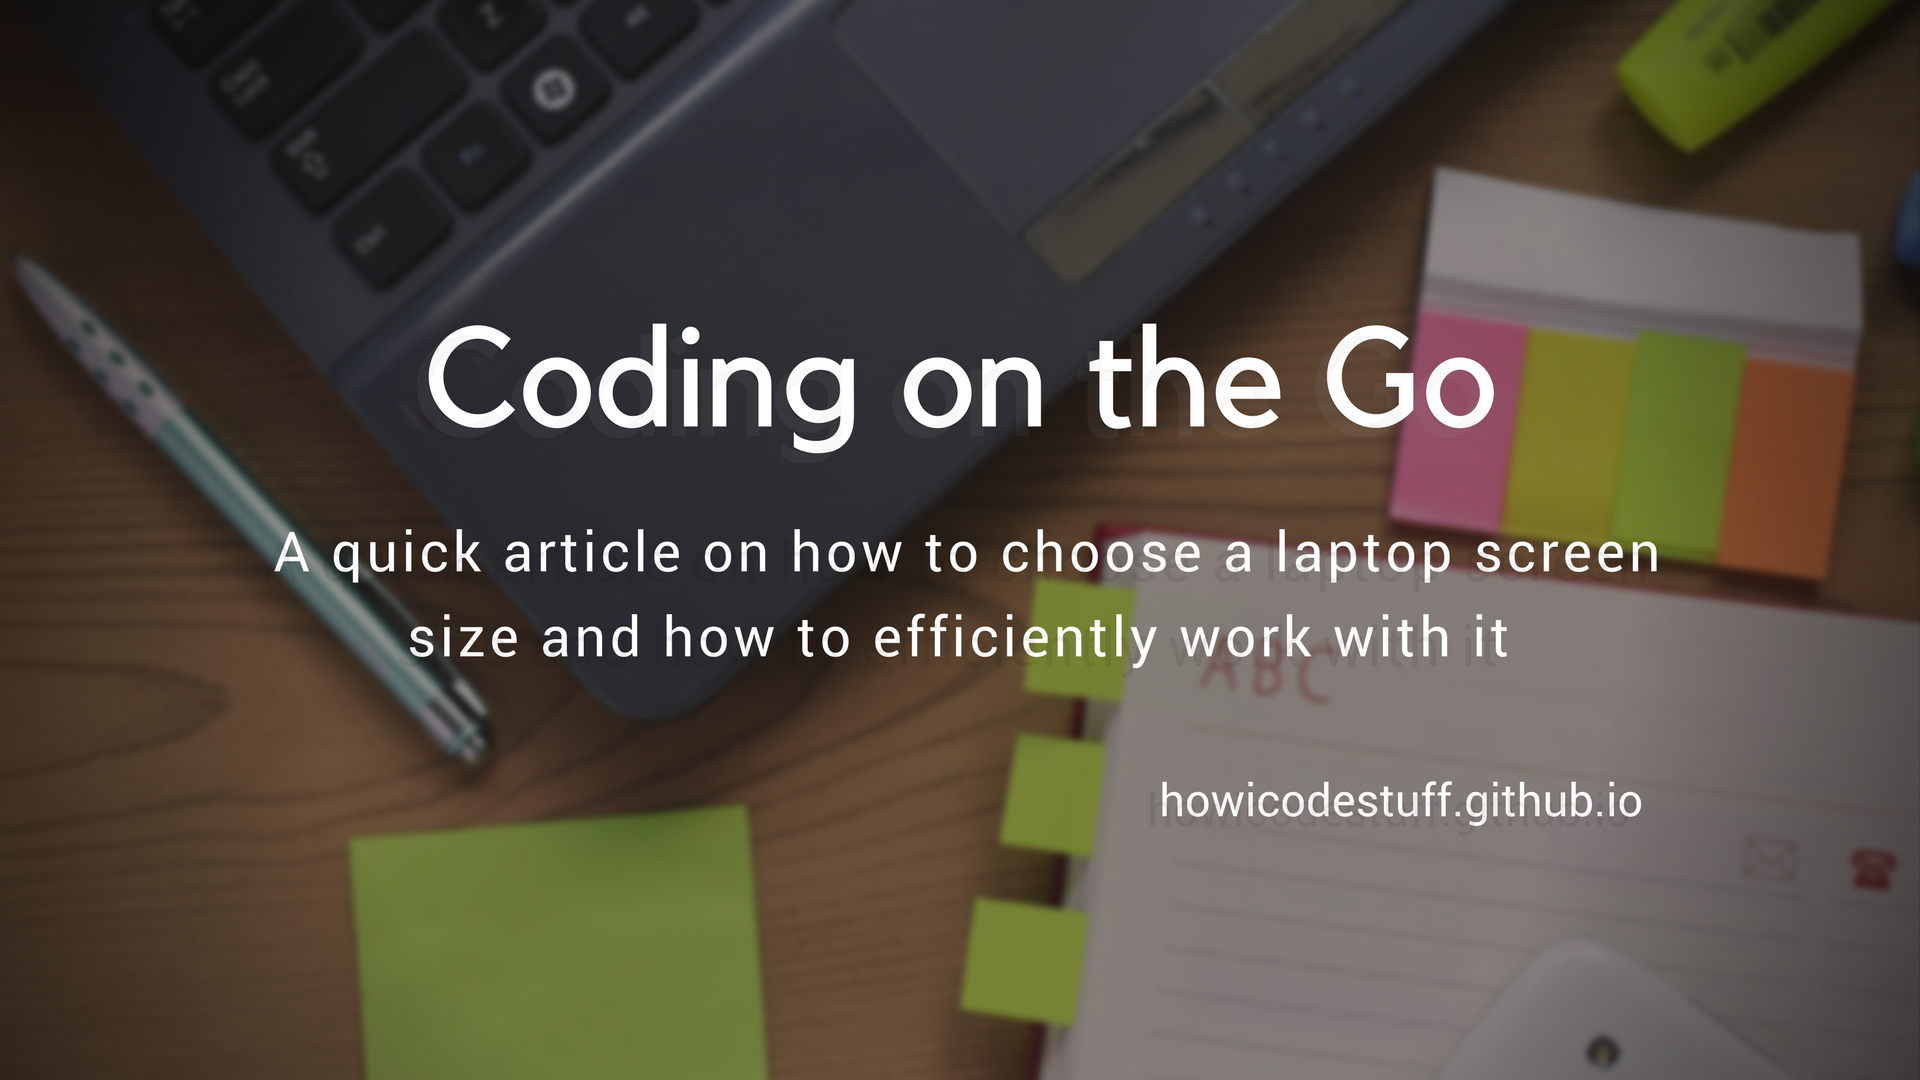 Coding on the Go
A quick article on how to choose a laptop screen
size and how to efficiently work with it
ABC
howicodestuff.github.io